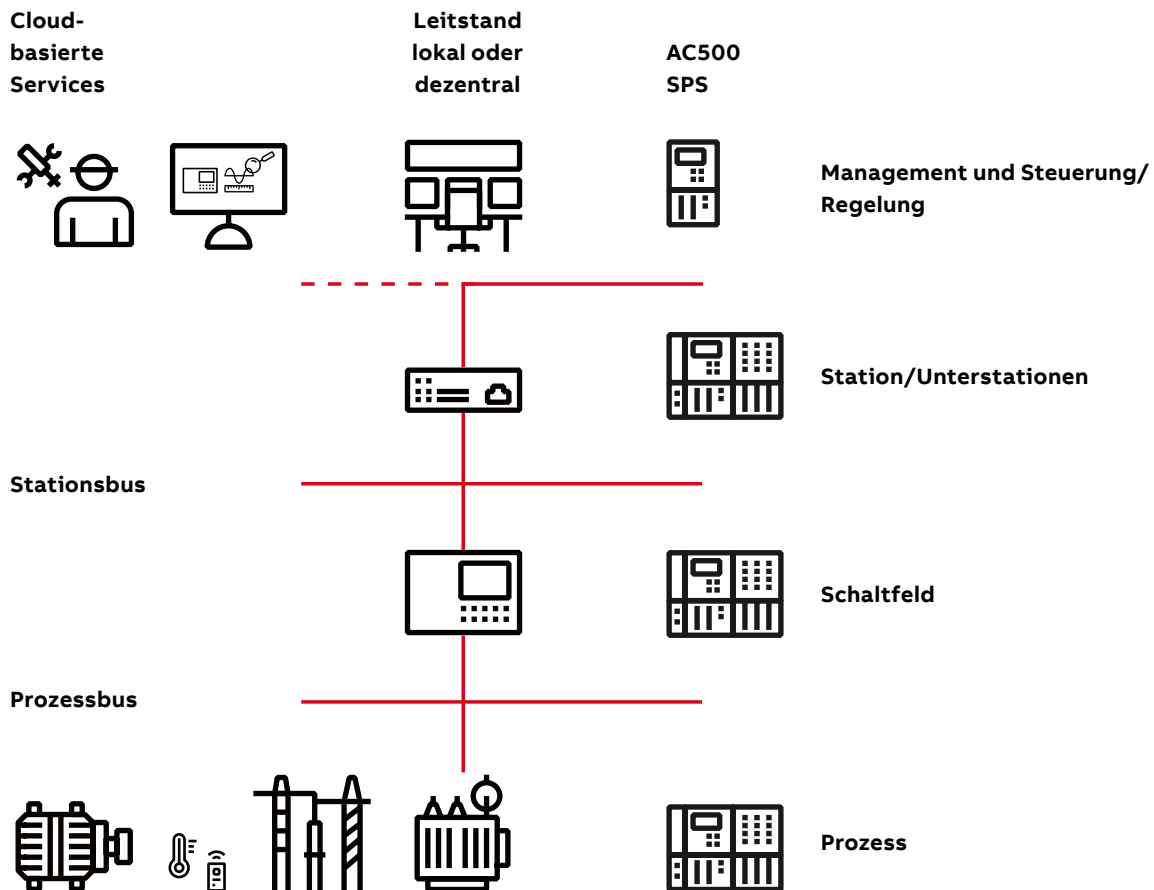 Cloud-
basierte
Services
Leitstand
lokal oder
dezentral
AC500
SPS
Management und Steuerung/
Regelung
Station/Unterstationen
Stationsbus
Schaltfeld
Prozessbus
Prozess